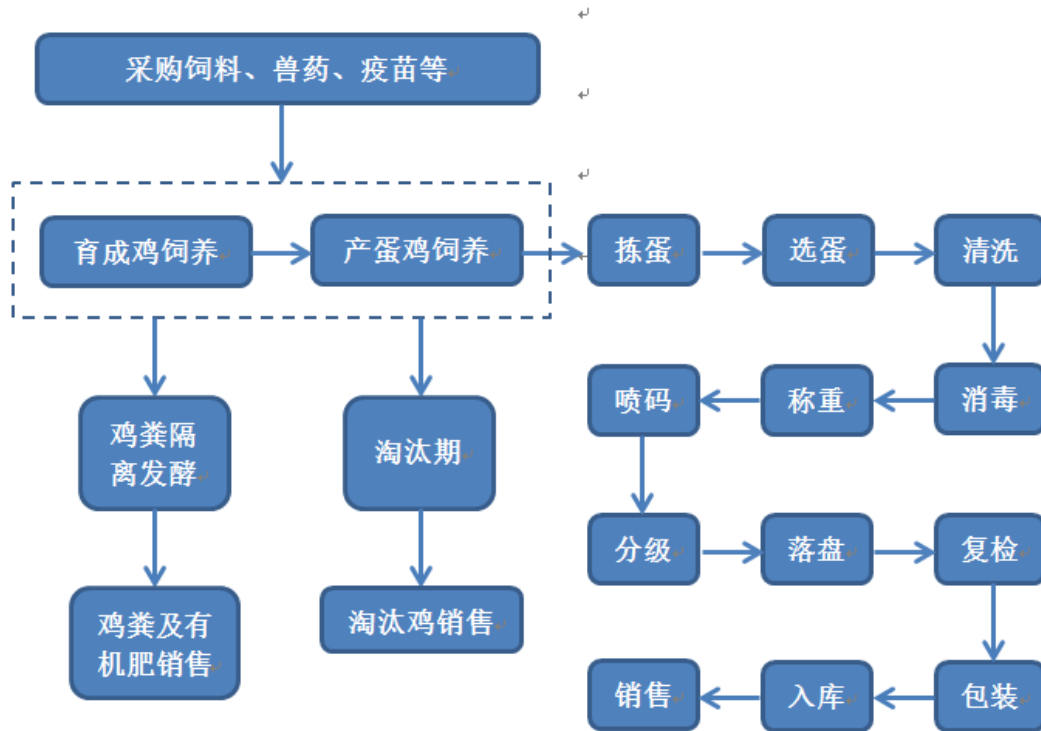 采购饲料、兽药、疫苗等
育成鸡饲养
产蛋鸡饲养
拣蛋
选蛋
清洗
喷码
称重
消毒
鸡粪隔
离发酵
淘汰期
分级
落盘
复检
鸡粪及有
机肥销售
淘汰鸡销售
销售
入库
包装